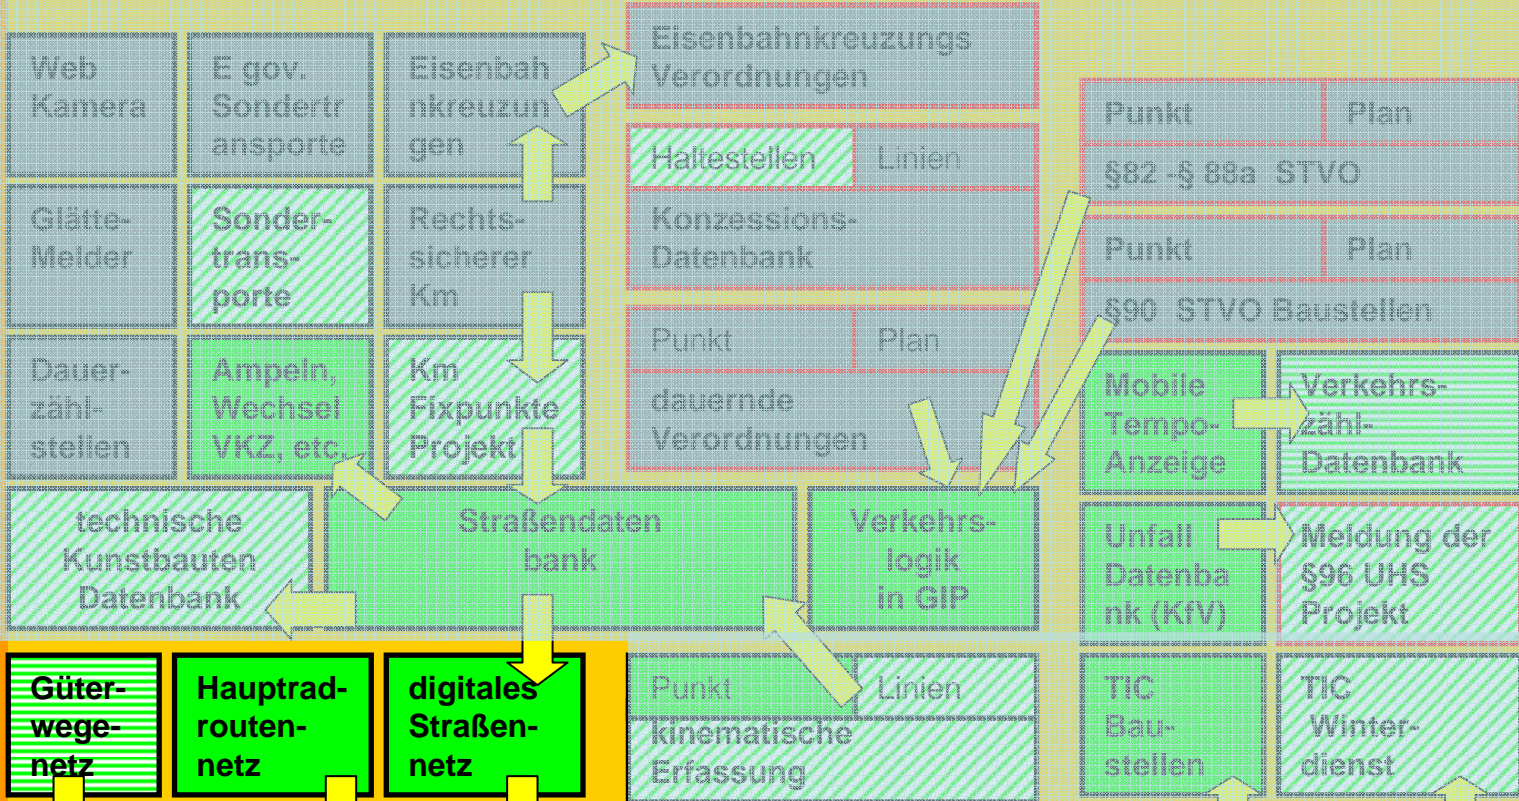 Web
Kamera
E gov.
Sondertr
ansporte
Eisenbah
nkreuzun
gen
Eisenbahnkreuzungs
Verordnungen
Glätte-
Melder
Sonder-
trans-
porte
Rechts-
sicherer
Km
Haltestellen
Linien
Konzessions-
Datenbank
Punkt
Plan
§82 -§ 88a STVO
Punkt
Plan
§90 STVO Baustellen
Dauer-
zähl-
stellen
Ampeln,
Wechsel
VKZ, etc.
Km
Fixpunkte
Projekt
Punkt
Plan
dauernde
Verordnungen
Mobile
Tempo-
Anzeige
Verkehrs-
zähl-
Datenbank
technische
Kunstbauten
Datenbank
Straßendaten
bank
Verkehrs-
logik
in GIP
Unfall
Datenba
nk (KfV)
Meldung der
§96 UHS
Projekt
Güter-
wege-
netz
Hauptrad-
routen-
netz
digitales
Straßen-
netz
Punkt
Linien
kinematische
Erfassung
TIC
Bau-
stellen
TIC
Winter-
dienst